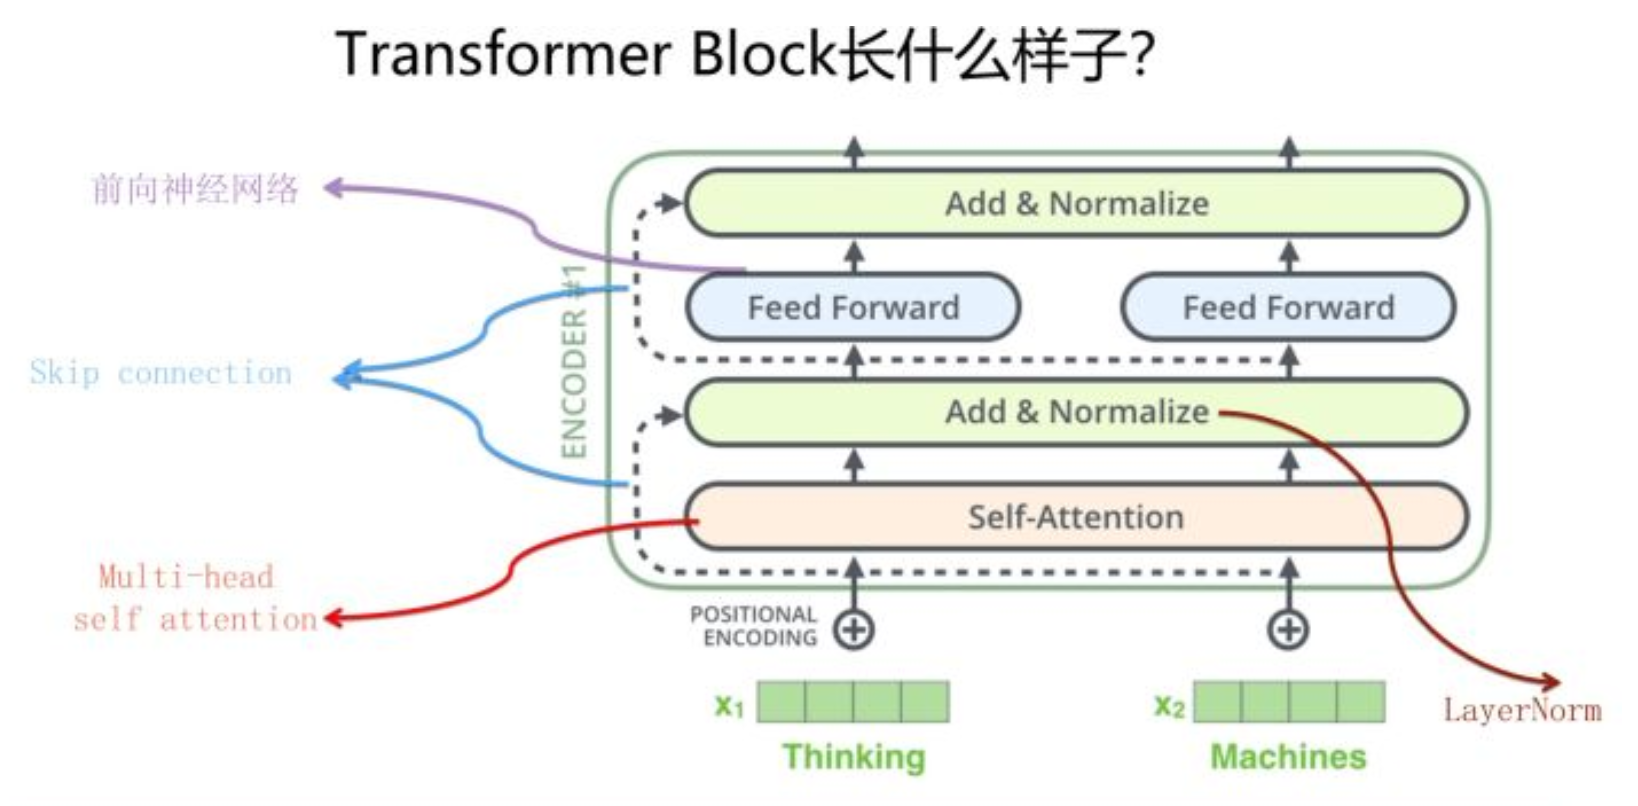 Transformer Block长什么样子?
前向神经网络
Add & Normalize
ENCODER #1
Feed Forward
Feed Forward
Skip connection
Add & Normalize
Self-Attention
Multi-head
self attention
POSITIONAL
ENCODING
x1
x2
LayerNorm
Thinking
Machines